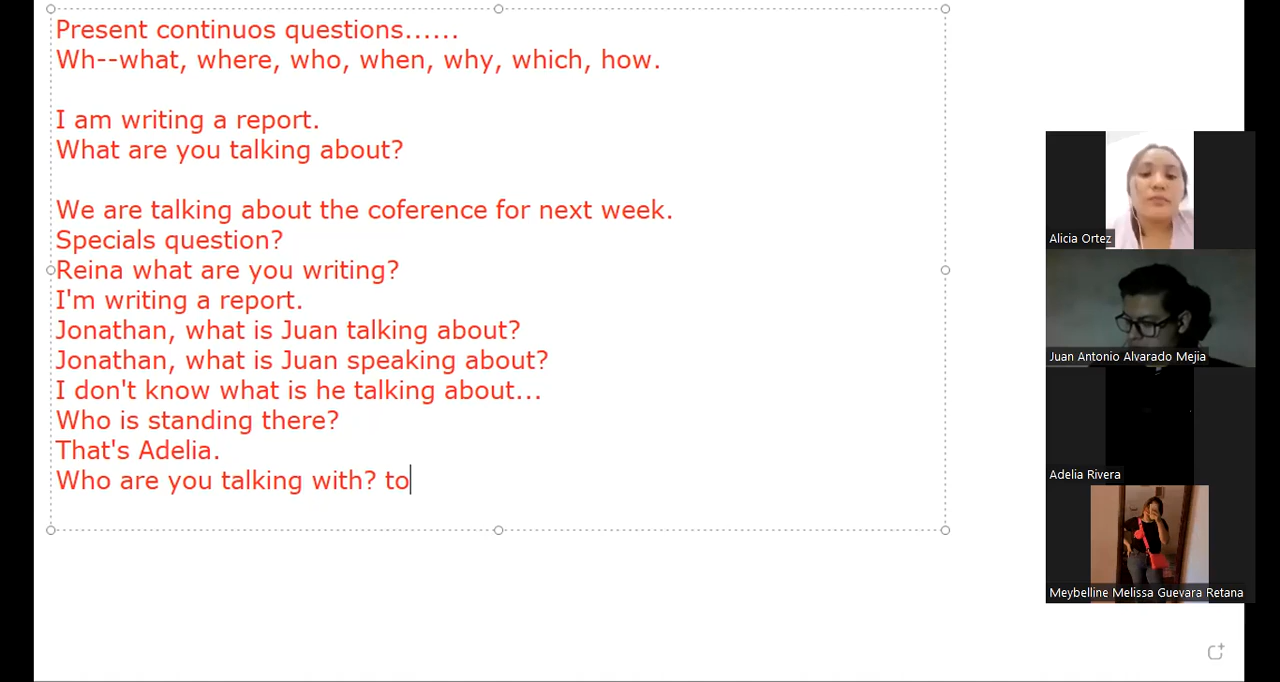 Present continuos questions......
Wh--what, where, who, when, why, which, how.
I am writing a report.
What are you talking about?
We are talking about the coference for next week.
Specials question?
Reina what are you writing?
I'm writing a report.
Jonathan, what is Juan talking about?
Jonathan, what is Juan speaking about?
I don't know what is he talking about...
Who is standing there?
That's Adelia.
Who are you talking with? to
Alicia Ortez
Juan Antonio Alvarado Mejia
Adelia Rivera
Meybelline Melissa Guevara Retana